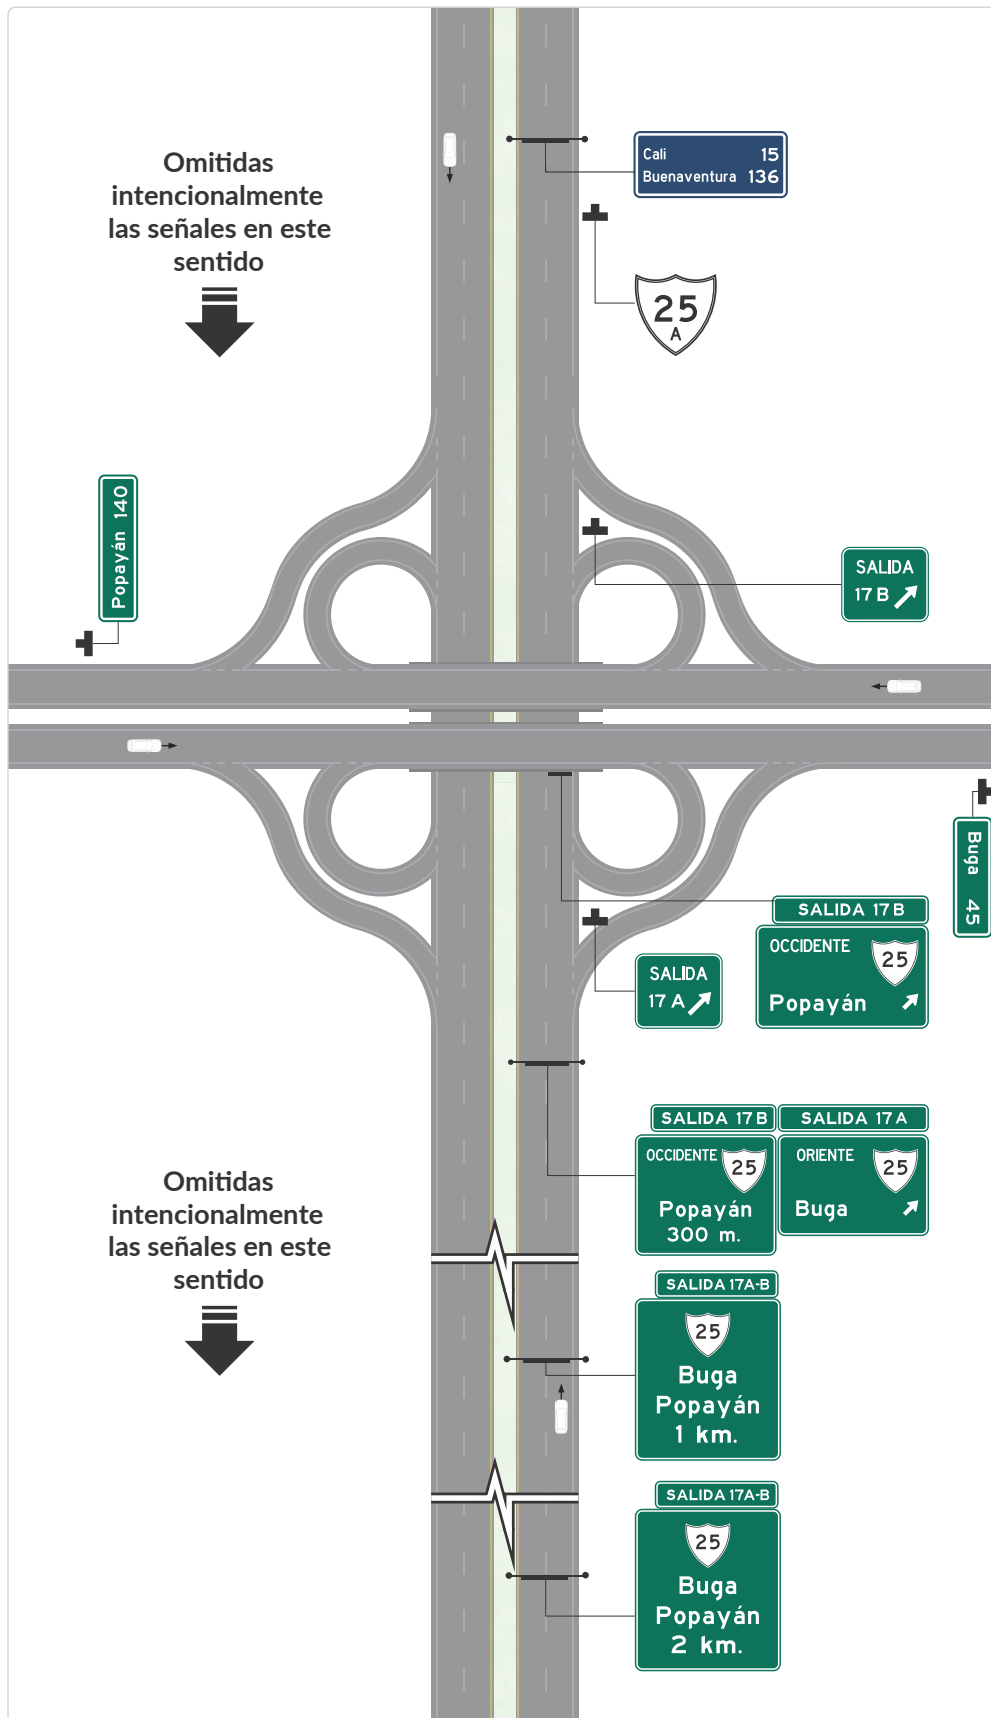 Omitidas
intencionalmente
las señales en este
sentido
Cali 15
Buenaventura 136
25
A
Popayán 140
SALIDA
17 B
Buga 45
SALIDA 17 B
OCCIDENTE
25
Popayán
SALIDA
17 A
SALIDA 17 B
OCCIDENTE
25
Popayán
300 m.
SALIDA 17 A
ORIENTE
25
Buga
Omitidas
intencionalmente
las señales en este
sentido
SALIDA 17A-B
25
Buga
Popayán
1 km.
SALIDA 17A-B
25
Buga
Popayán
2 km.